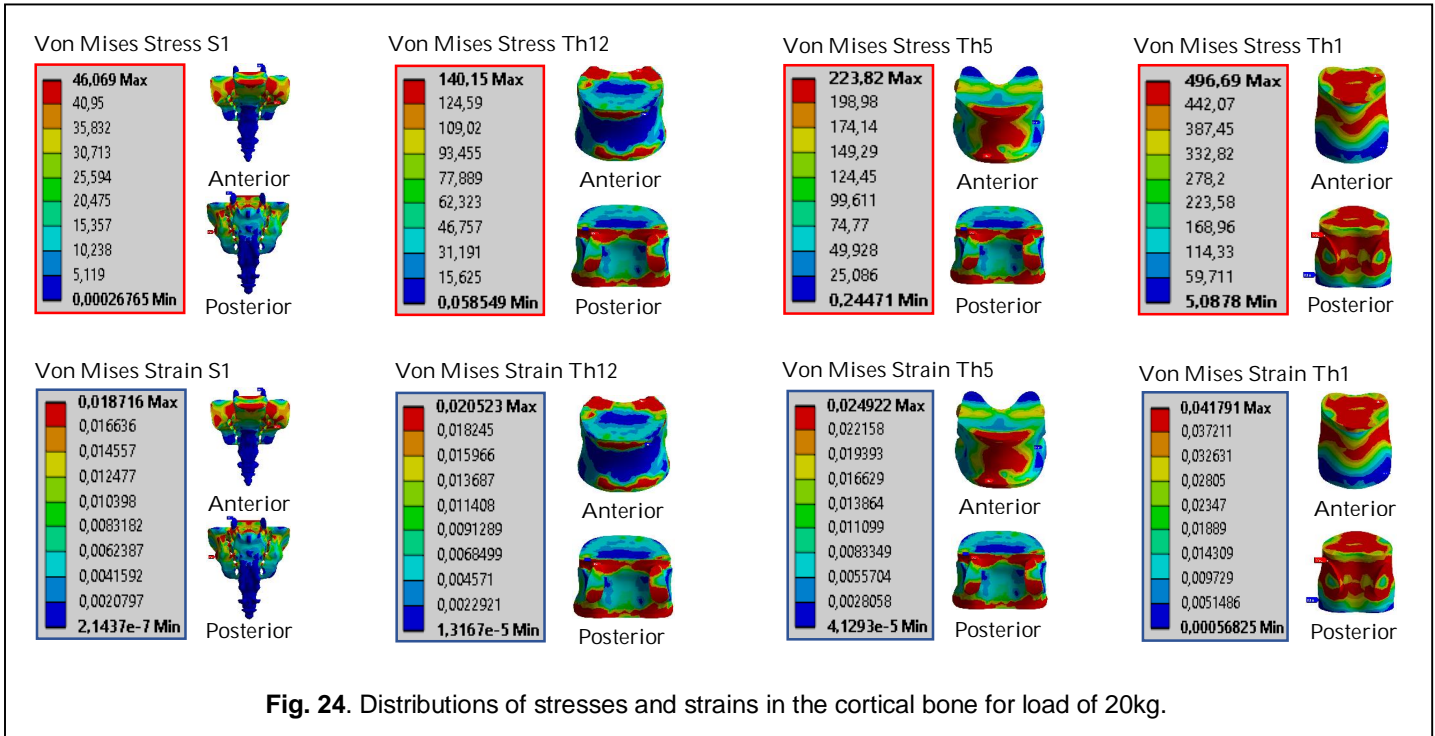 Von Mises Stress S1
46,069 Max
40,95
35,832
30,713
25,594
20,475
15,357
10,238
5,119
0,00026765 Min
Anterior
Posterior
Von Mises Stress Th12
140,15 Max
124,59
109,02
93,455
77,889
62,323
46,757
31,191
15,625
0,058549 Min
Anterior
Posterior
Von Mises Stress Th5
223,82 Max
198,98
174,14
149,29
124,45
99,611
74,77
49,928
25,086
0,24471 Min
Anterior
Posterior
Von Mises Stress Th1
496,69 Max
442,07
387,45
332,82
278,2
223,58
168,96
114,33
59,711
5,0878 Min
Anterior
Posterior
Von Mises Strain S1
0,018716 Max
0,016636
0,014557
0,012477
0,010398
0,0083182
0,0062387
0,0041592
0,0020797
2,1437e-7 Min
Anterior
Posterior
Von Mises Strain Th12
0,020523 Max
0,018245
0,015966
0,013687
0,011408
0,0091289
0,0068499
0,004571
0,0022921
1,3167e-5 Min
Anterior
Posterior
Von Mises Strain Th5
0,024922 Max
0,022158
0,019393
0,016629
0,013864
0,011099
0,0083349
0,0055704
0,0028058
4,1293e-5 Min
Anterior
Posterior
Von Mises Strain Th1
0,041791 Max
0,037211
0,032631
0,02805
0,02347
0,01889
0,014309
0,009729
0,0051486
0,00056825 Min
Anterior
Posterior
Fig. 24. Distributions of stresses and strains in the cortical bone for load of 20kg.